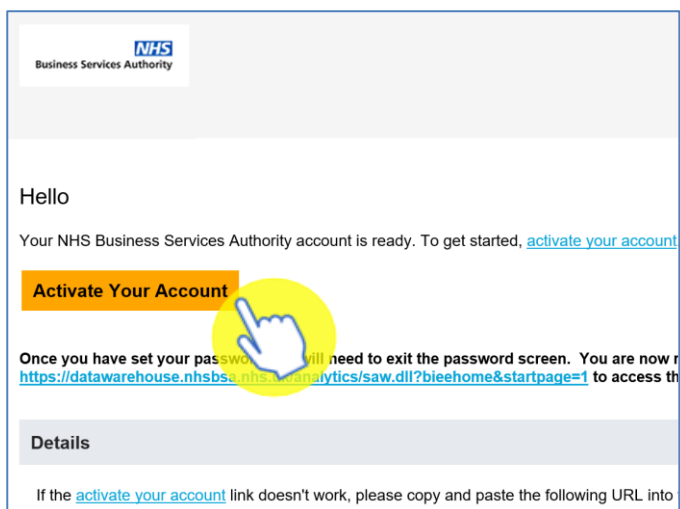 NHS
Business Services Authority
Hello
Your NHS Business Services Authority account is ready. To get started, activate your account
Activate Your Account
Once you have set your will need to exit the password screen. You are now
https://datawarehouse.nhsbsa.nhs.uk/analytics/saw.dll?bieehome&startpage=1 to access
Details
If the activate your account link doesn't work, please copy and paste the following URL into